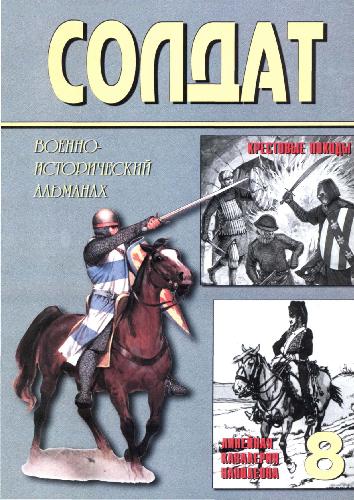 СОЛДАТ
ВОЕННО-
ИСТОРИЧЕСКИЙ
АЛЬМАНАХ
КРЕСТОВЫЕ ПОХОДЫ
ЛИНЕЙНАЯ
КАВАЛЕРИЯ
НАПОЛЕОНА
8